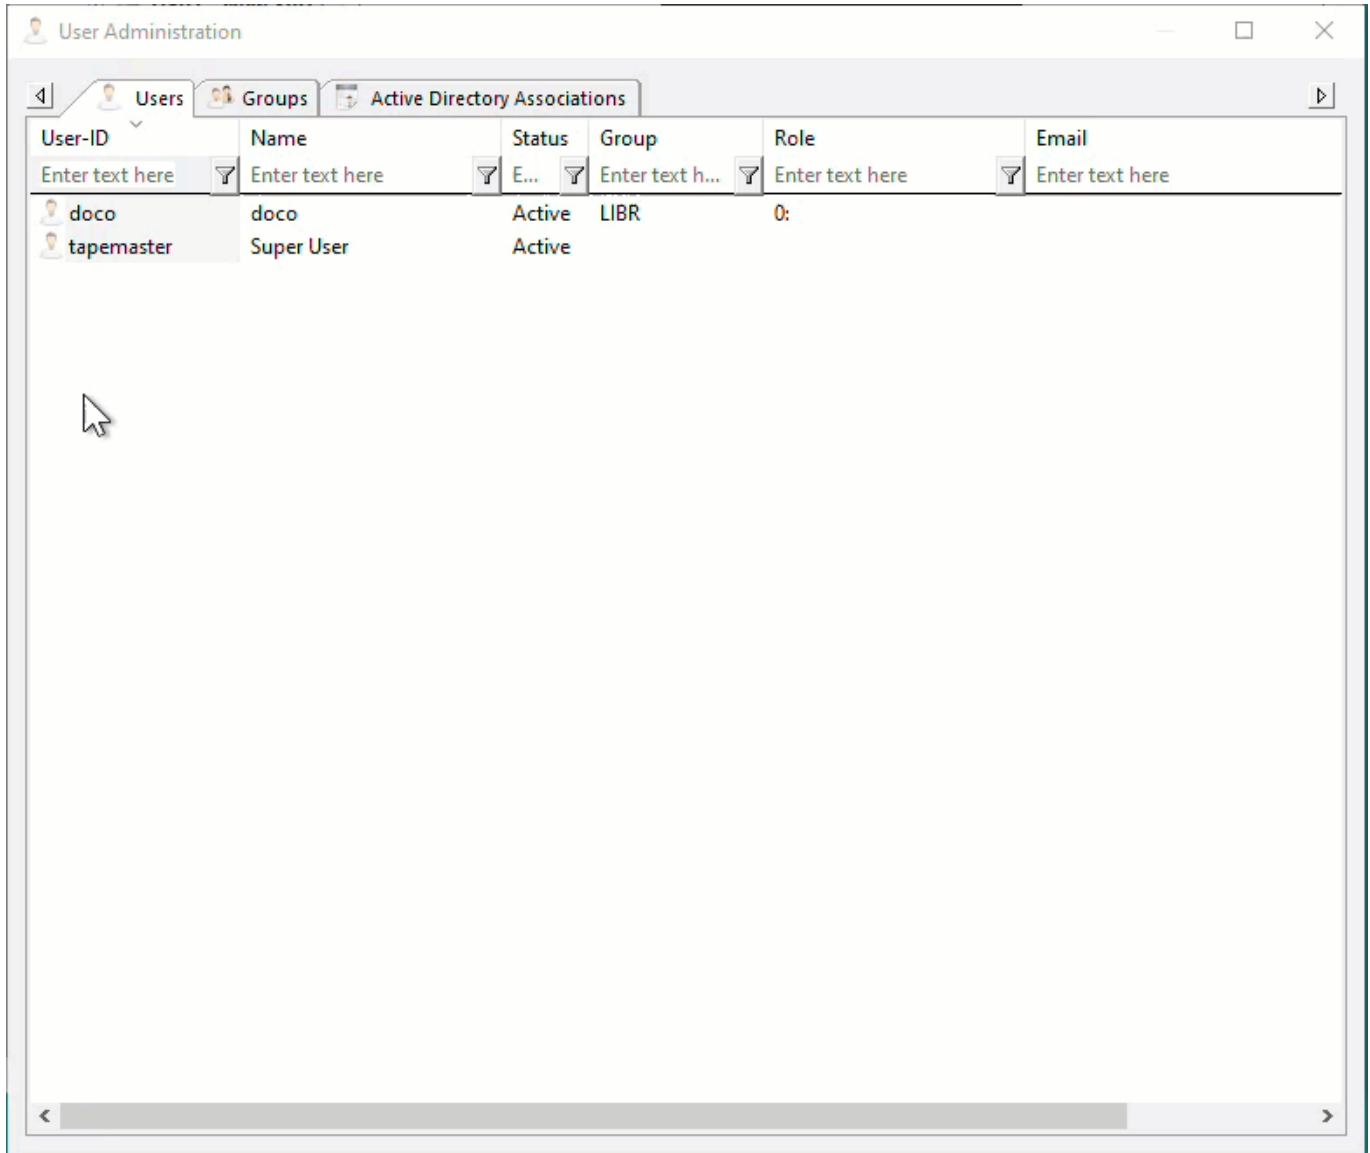 User Administration
Users Groups Active Directory Associations
User-ID Name Status Group Role Email
Enter text here Enter text here E... Enter text h... Enter text here Enter text here
doco doco Active LIBR 0:
tapemaster Super User Active